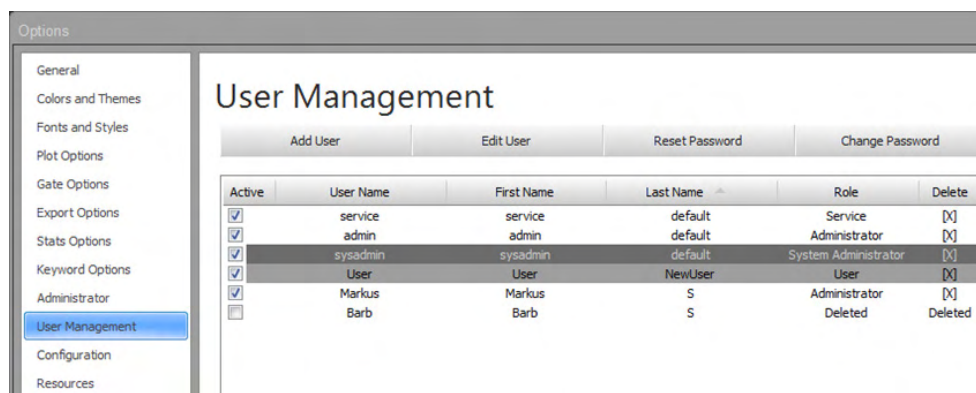 Options
General
Colors and Themes
Fonts and Styles
Plot Options
Gate Options
Export Options
Stats Options
Keyword Options
Administrator
User Management
Configuration
Resources
User Management
Add User Edit User Reset Password Change Password
Active User Name First Name Last Name Role Delete
service service default Service [X]
admin admin default Administrator [X]
sysadmin sysadmin default System Administrator [X]
User User NewUser User [X]
Markus Markus S Administrator [X]
Barb Barb S Deleted Deleted